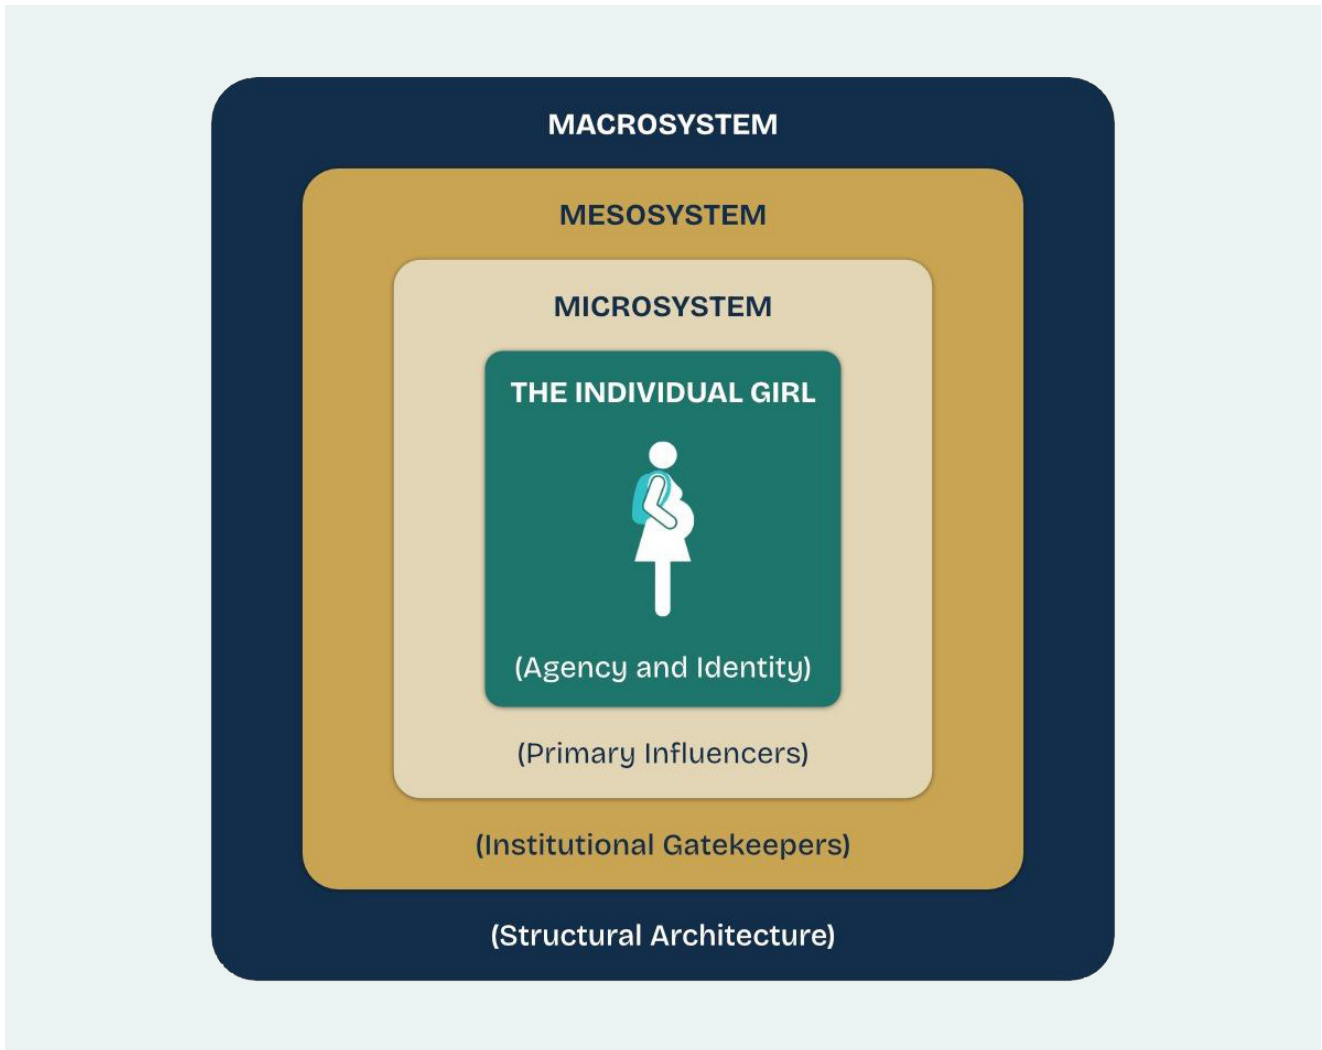 MACROSYSTEM
MESOSYSTEM
MICROSYSTEM
THE INDIVIDUAL GIRL
(Agency and Identity)
(Primary Influencers)
(Institutional Gatekeepers)
(Structural Architecture)